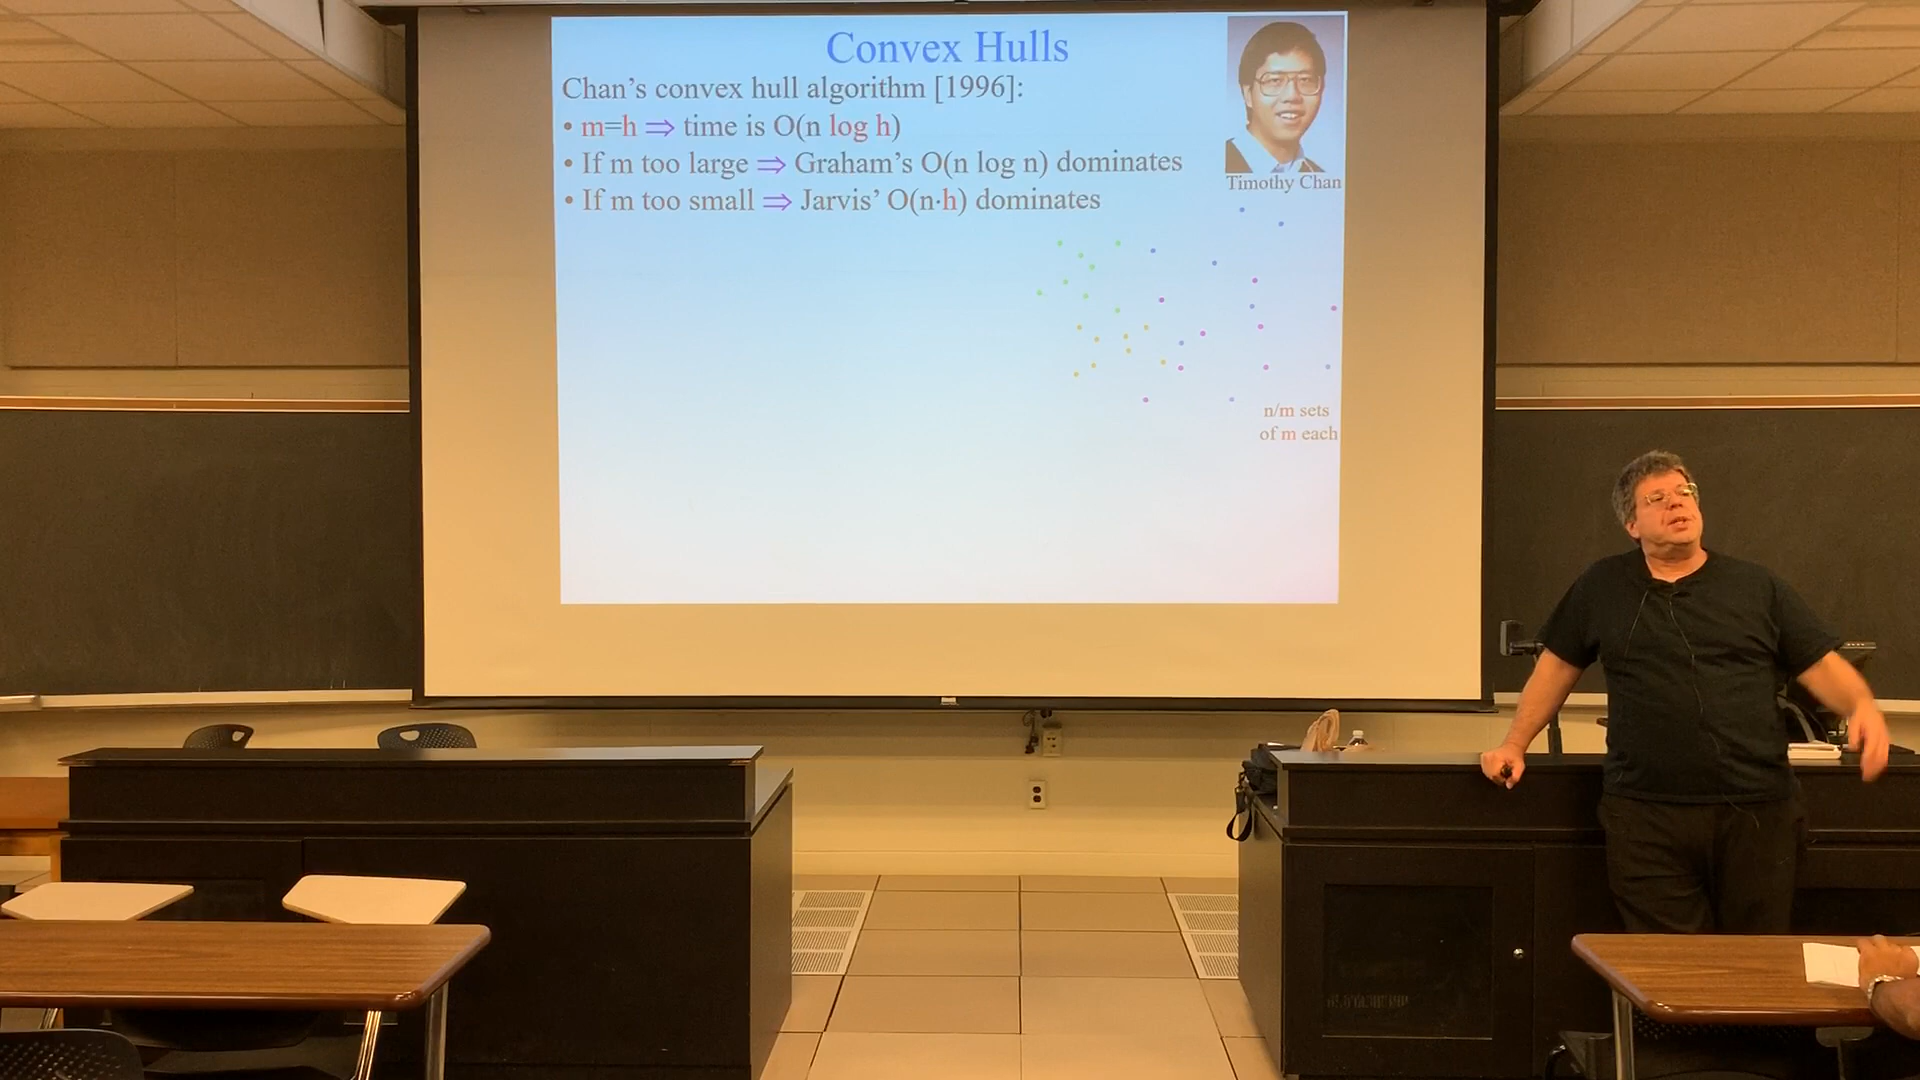 Convex Hulls
Chan’s convex hull algorithm [1996]:
• m=h ⇒ time is O(n log h)
• If m too large ⇒ Graham’s O(n log n) dominates
• If m too small ⇒ Jarvis’ O(n·h) dominates
Timothy Chan
n/m sets
of m each